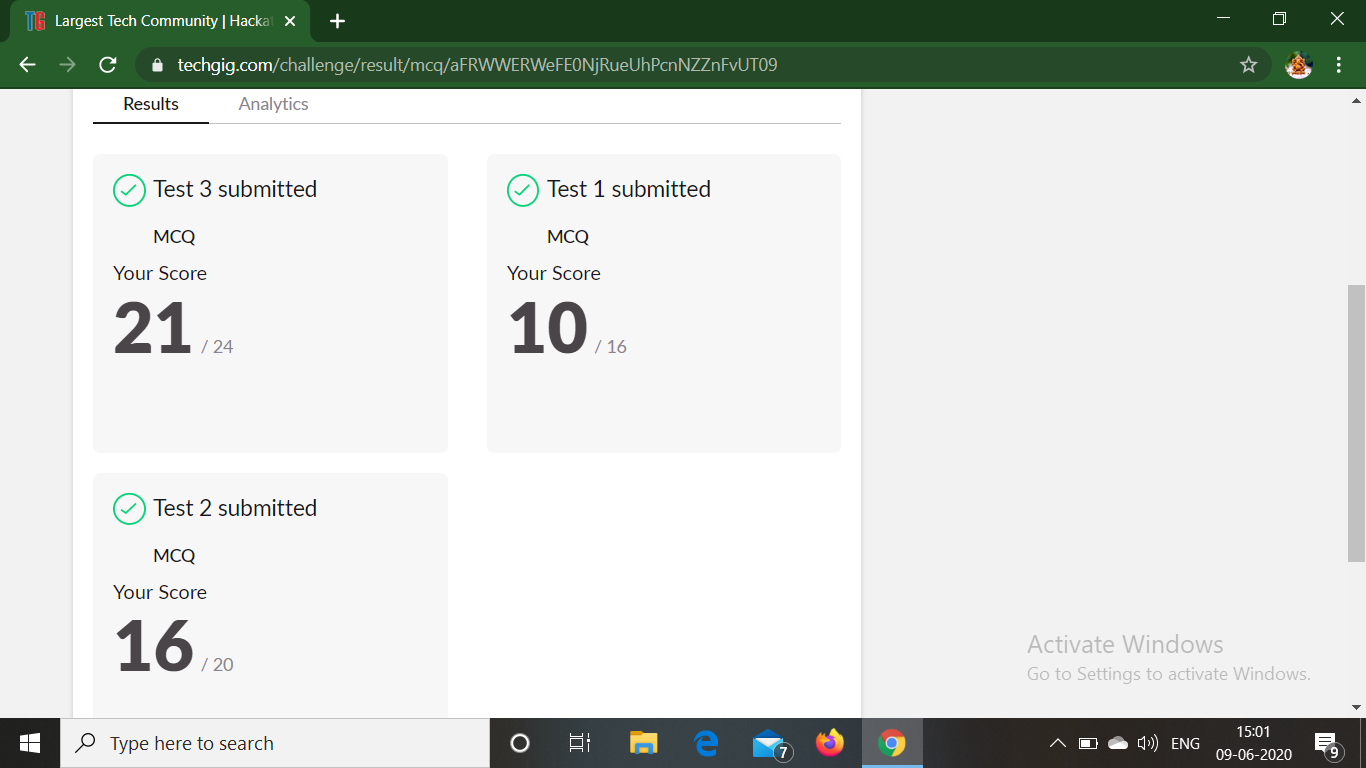 TG Largest Tech Community | Hacka
techgig.com/challenge/result/mcq/aFRWWERWeFE0NjRueUhPcnNZZnFvUT09
Results
Analytics
Test 3 submitted
MCQ
Your Score
21 / 24
Test 1 submitted
MCQ
Your Score
10 / 16
Test 2 submitted
MCQ
Your Score
16 / 20
Activate Windows
Go to Settings to activate Windows.
Type here to search
7
ENG
15:01
09-06-2020
9